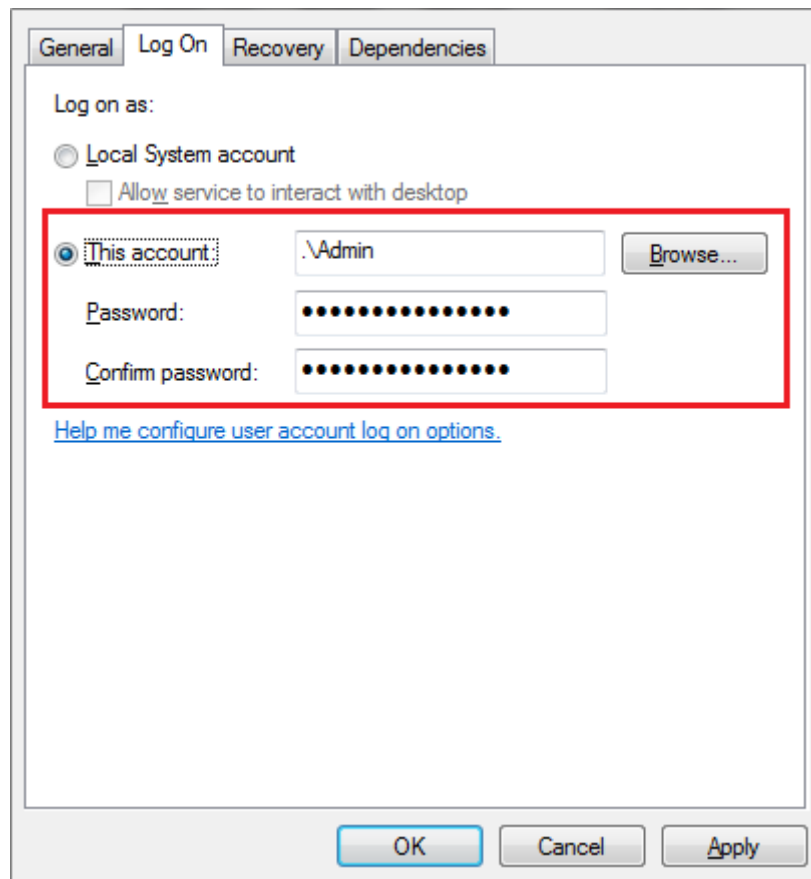 General Log On Recovery Dependencies
Log on as:
Local System account
Allow service to interact with desktop
This account: .\Admin Browse...
Password: •••••••••••••••
Confirm password: •••••••••••••••
Help me configure user account log on options.
OK Cancel Apply